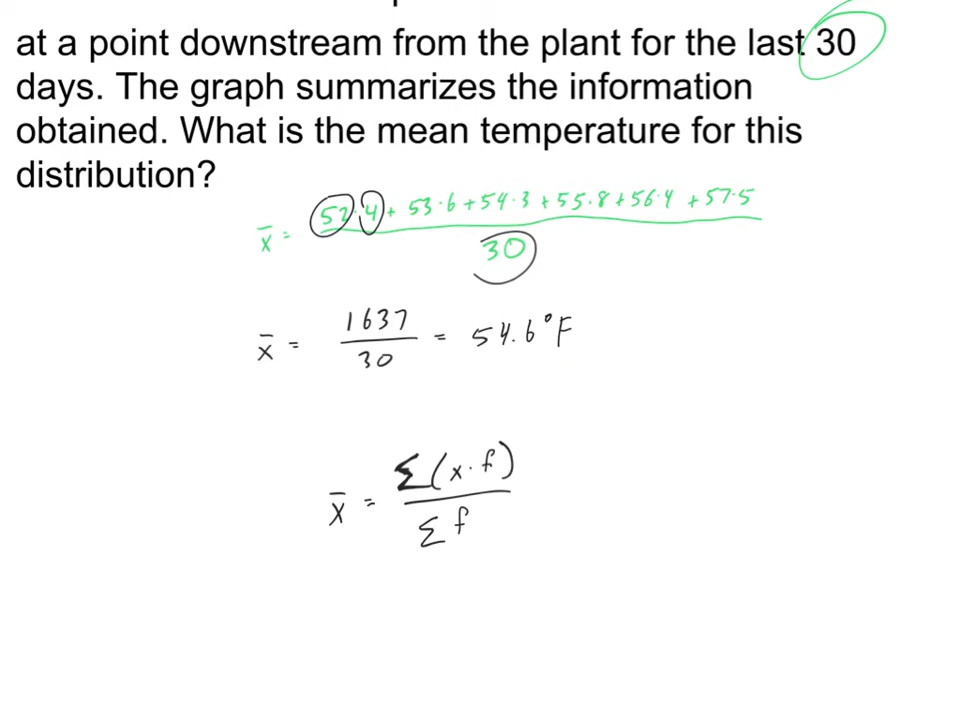 at a point downstream from the plant for the last 30
days. The graph summarizes the information
obtained. What is the mean temperature for this
distribution?
x̄ = 52·4 + 53·6 + 54·3 + 55·8 + 56·4 + 57·5
30
x̄ = 1637 = 54.6°F
30
x̄ = Σ(x·f)
Σf